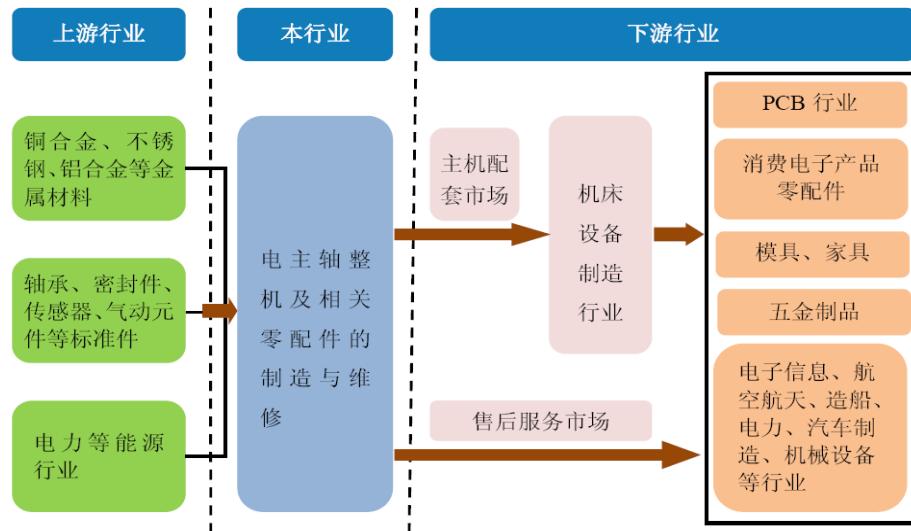 上游行业
本行业
下游行业
铜合金、不锈
钢、铝合金等金
属材料
轴承、密封件、
传感器、气动元
件等标准件
电力等能源
行业
电主轴整
机及相关
零配件的
制造与维
修
主机配
套市场
机床
设备
制造
行业
售后服务市场
PCB 行业
消费电子产品
零配件
模具、家具
五金制品
电子信息、航
空航天、造船、
电力、汽车制
造、机械设备
等行业